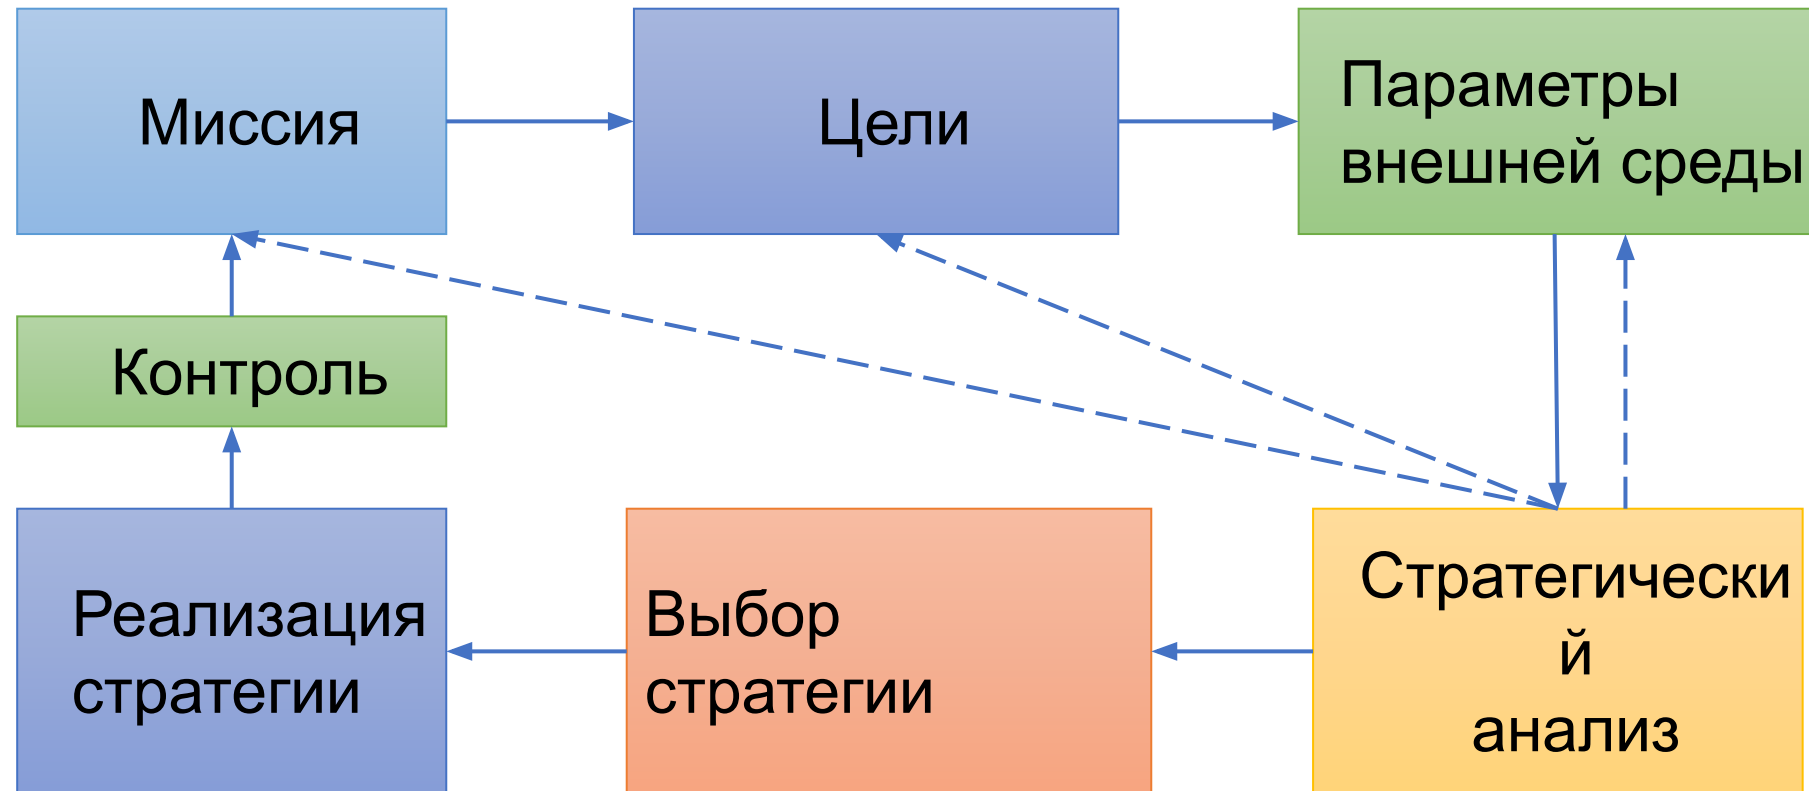 Миссия
Цели
Параметры
внешней среды
Контроль
Реализация
стратегии
Выбор
стратегии
Стратегически
й
анализ